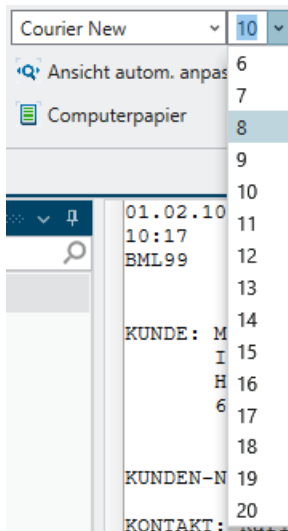 Courier New 10
Ansicht autom. anpas
Computerpapier
6
7
8
9
10
11
12
13
14
15
16
17
18
19
20
01.02.10
10:17
BML99
KUNDE: M
I
H
6
KUNDEN-N
KONTAKT: